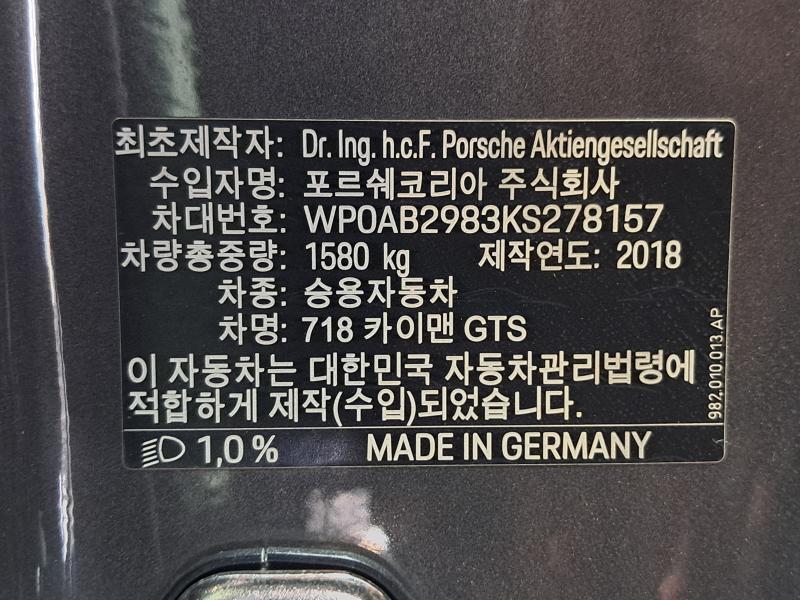 최초제작자: Dr. Ing. h.c.F. Porsche Aktiengesellschaft
수입자명: 포르쉐코리아 주식회사
차대번호: WP0AB2983KS278157
차량총중량: 1580 kg 제작연도: 2018
차종: 승용자동차
차명: 718 카이맨 GTS
이 자동차는 대한민국 자동차관리법령에
적합하게 제작(수입)되었습니다.
982.010.013.AP
1,0 % MADE IN GERMANY